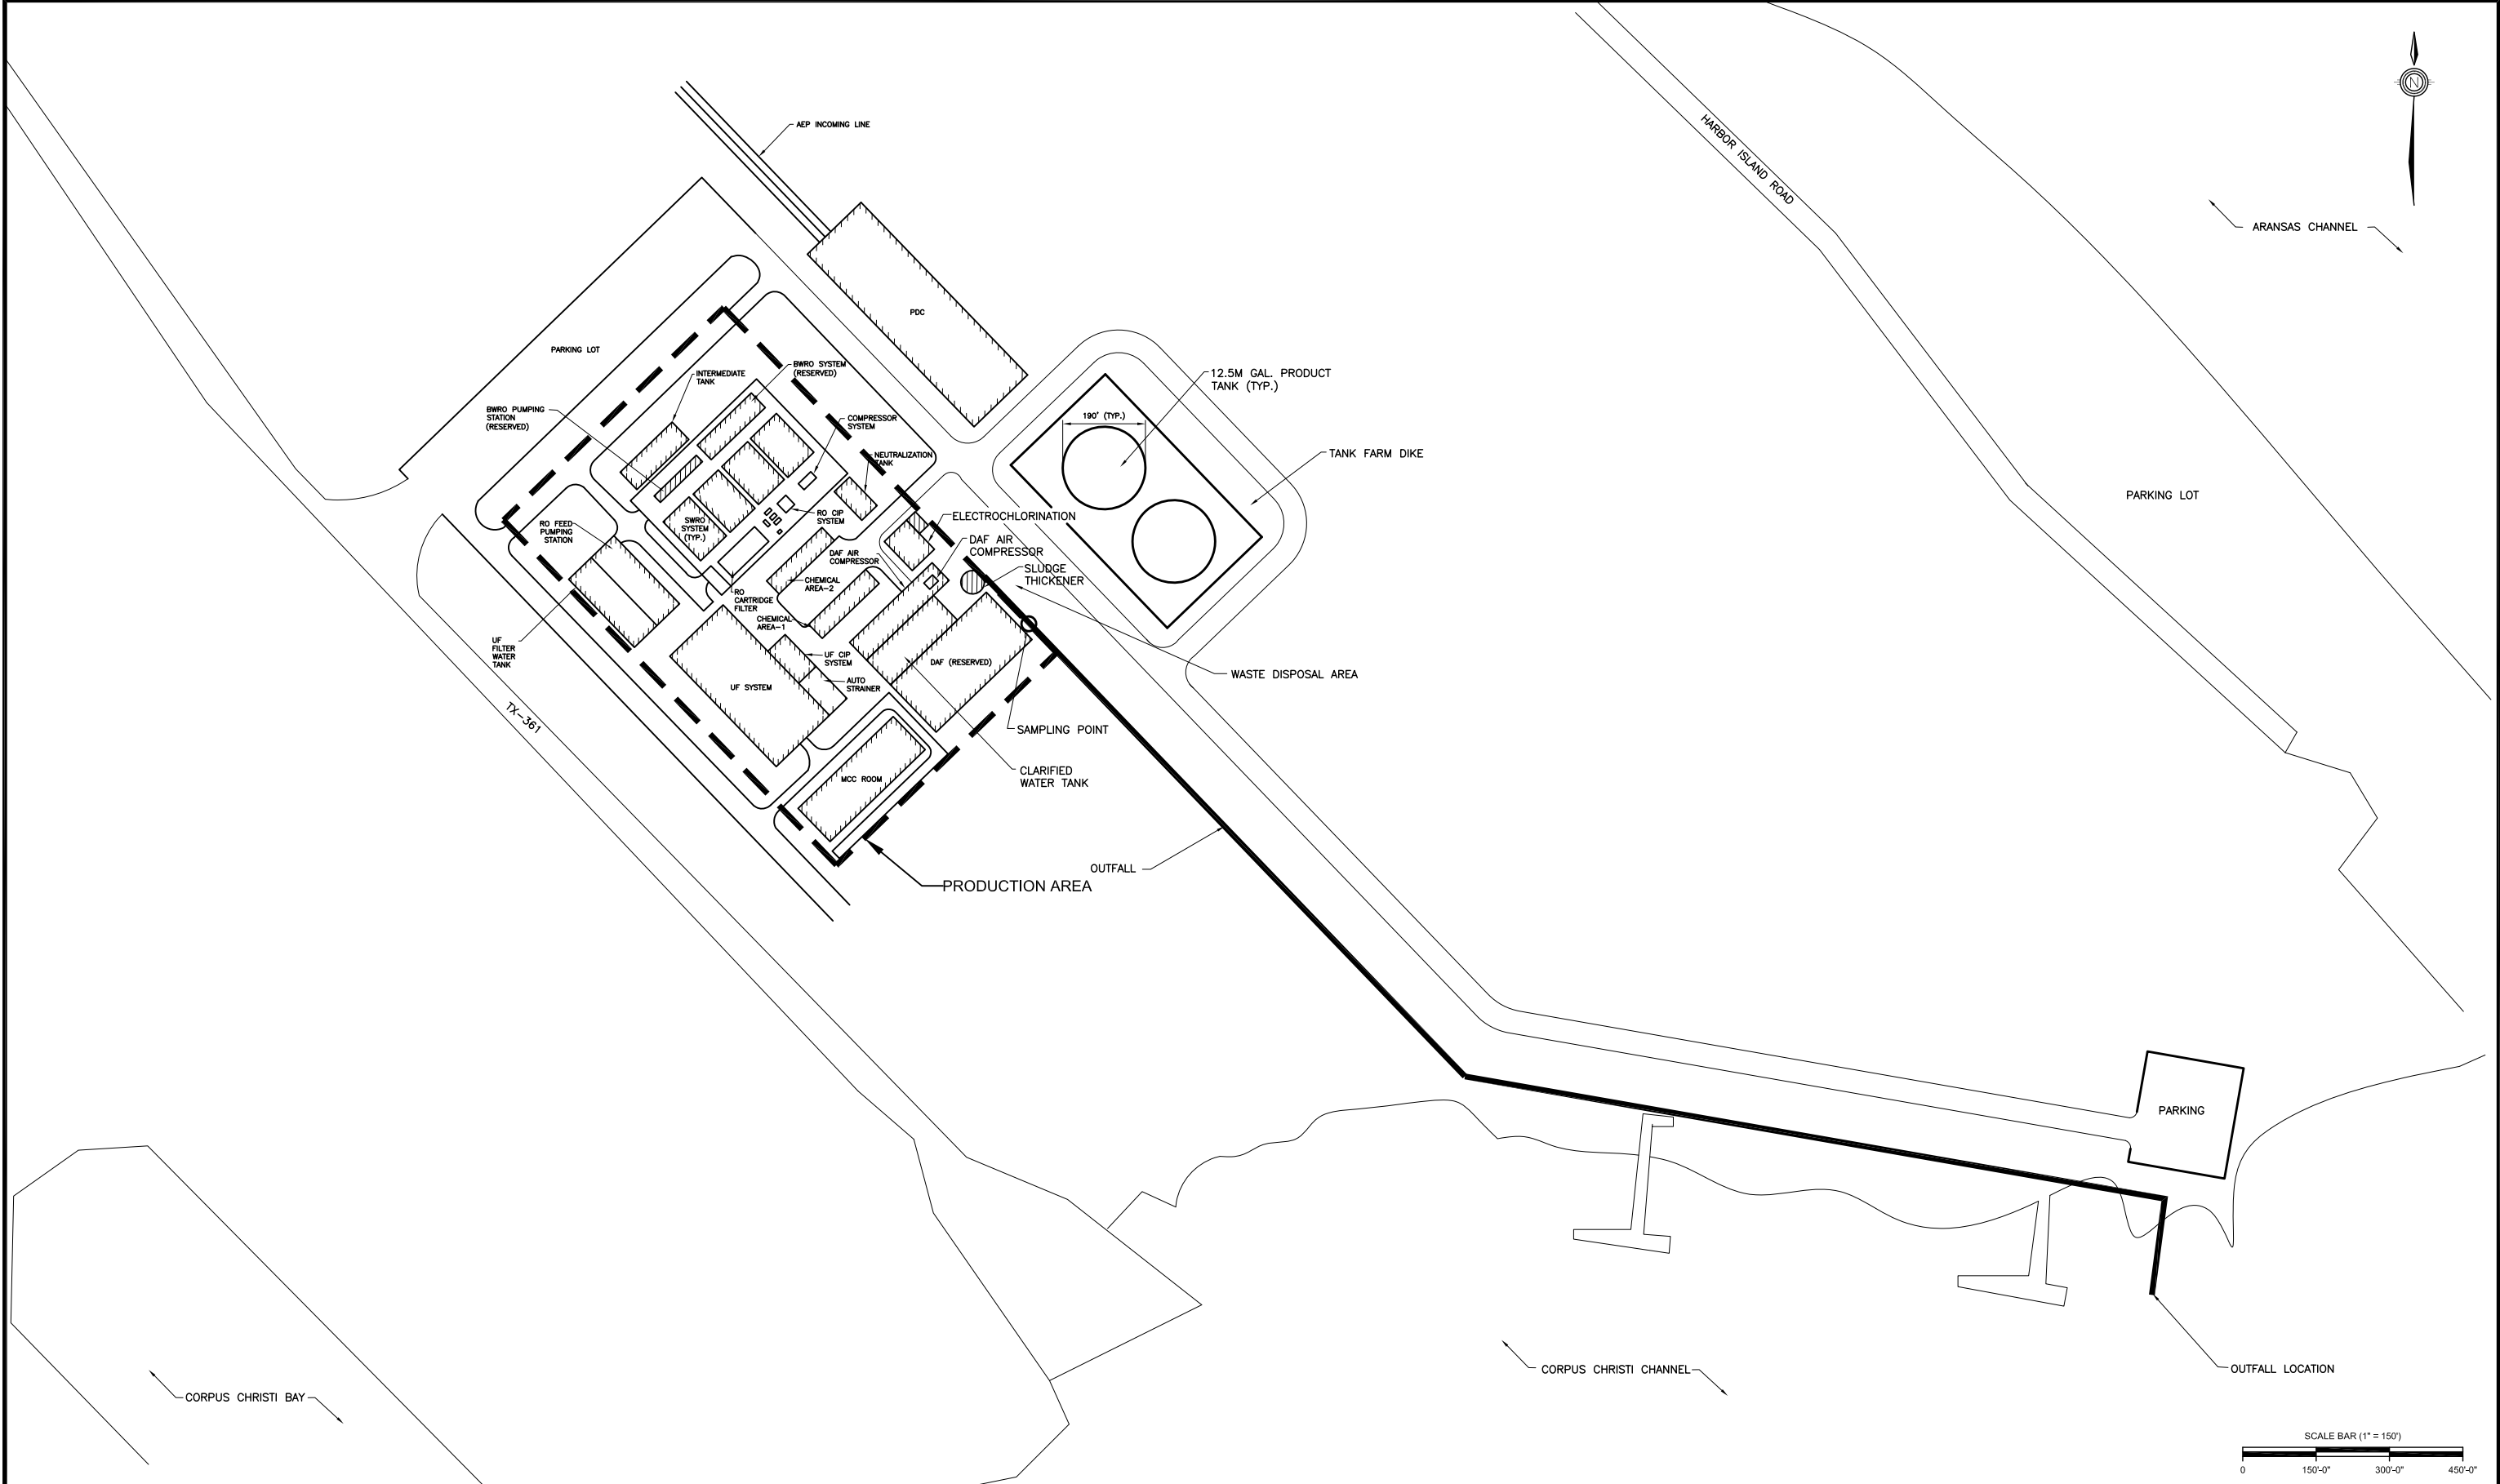 AEP INCOMING LINE
HARBOR ISLAND ROAD
N
ARANSAS CHANNEL
PDC
PARKING LOT
BWRO SYSTEM
(RESERVED)
INTERMEDIATE
TANK
12.5M GAL. PRODUCT
TANK (TYP.)
BWRO PUMPING
STATION
(RESERVED)
COMPRESSOR
SYSTEM
190' (TYP.)
NEUTRALIZATION
TANK
TANK FARM DIKE
PARKING LOT
RO FEED
PUMPING
STATION
SWRO
SYSTEM
(TYP.)
RO CIP
SYSTEM
ELECTROCHLORINATION
DAF AIR
COMPRESSOR
DAF AIR
COMPRESSOR
SLUDGE
THICKENER
CHEMICAL
AREA-2
RO
CARTRIDGE
FILTER
CHEMICAL
AREA-1
UF
FILTER
WATER
TANK
UF CIP
SYSTEM
DAF (RESERVED)
WASTE DISPOSAL AREA
UF SYSTEM
AUTO
STRAINER
TX-361
SAMPLING POINT
CLARIFIED
WATER TANK
MCC ROOM
OUTFALL
PRODUCTION AREA
PARKING
CORPUS CHRISTI BAY
CORPUS CHRISTI CHANNEL
OUTFALL LOCATION
SCALE BAR (1" = 150')
0 150'-0" 300'-0" 450'-0"